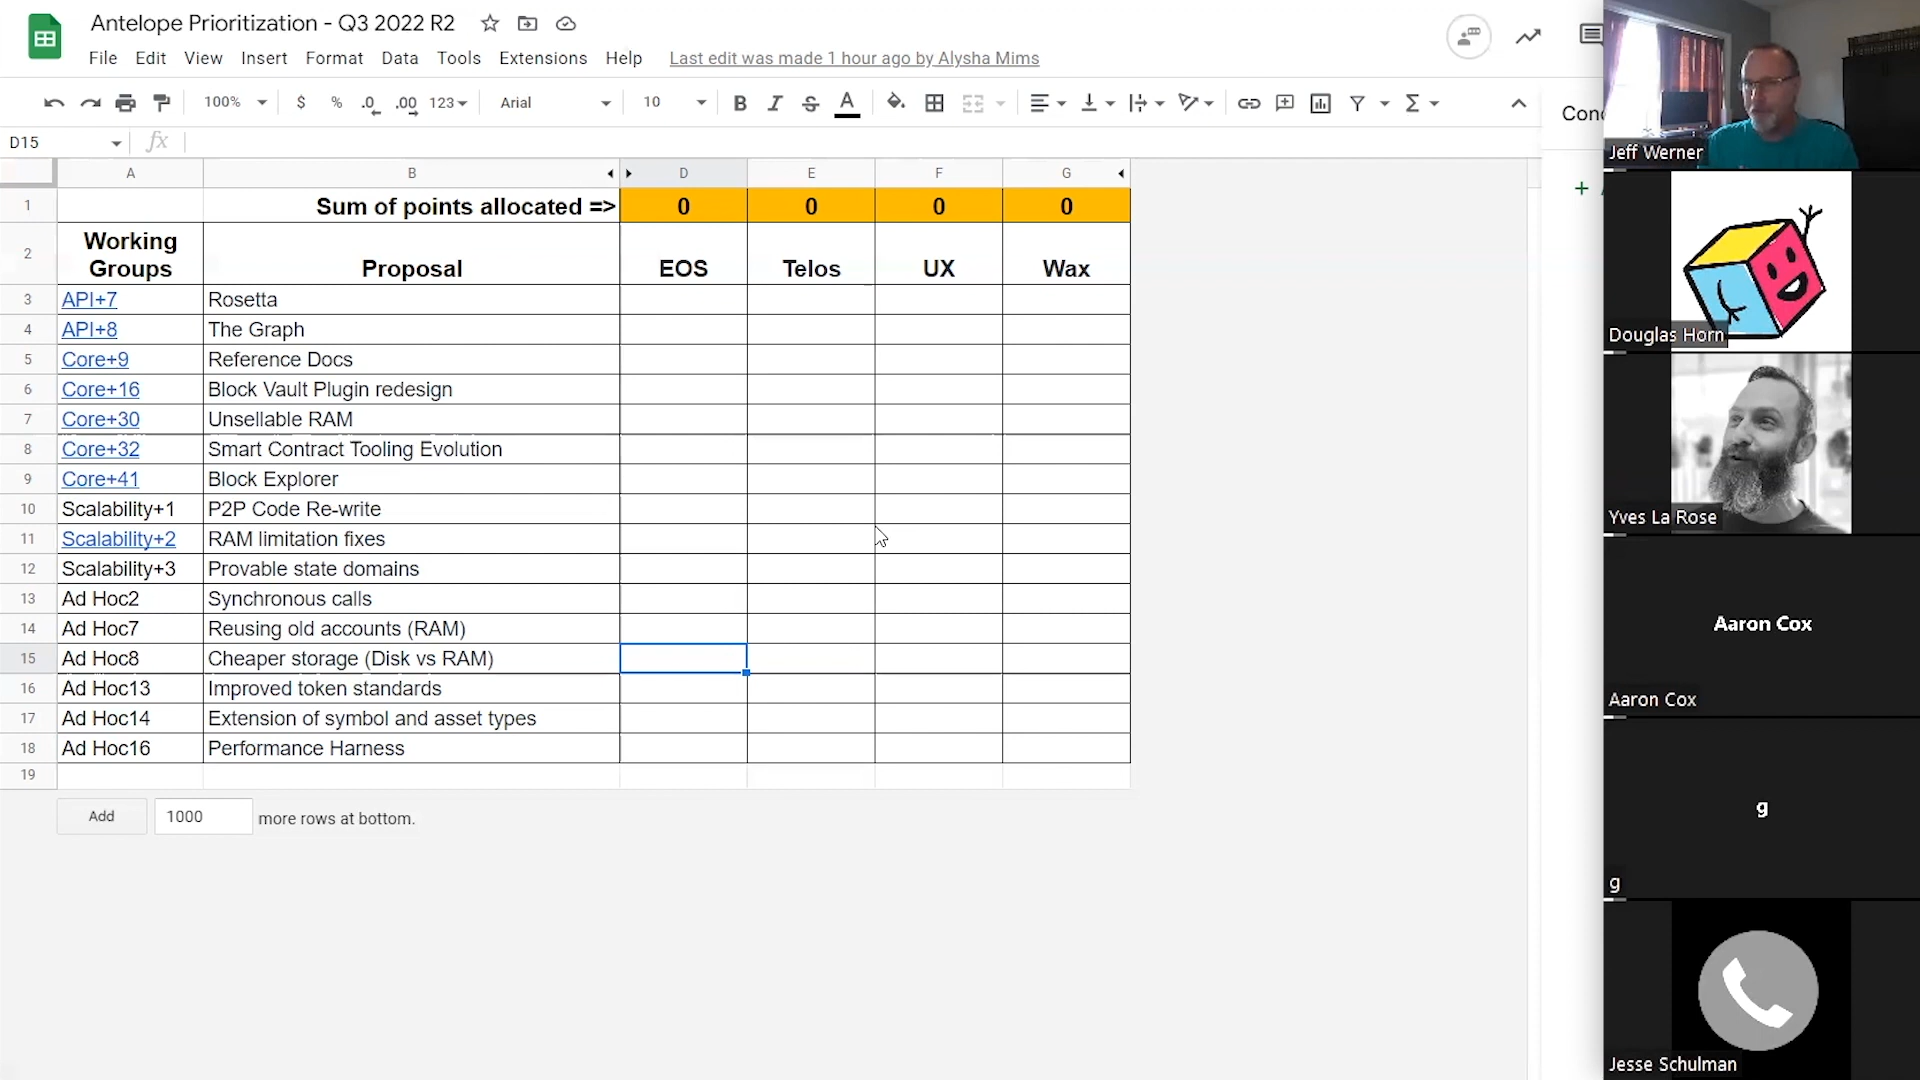 Antelope Prioritization - Q3 2022 R2
File Edit View Insert Format Data Tools Extensions Help Last edit was made 1 hour ago by Alysha Mims
100% $ % .0 .00 123 Arial 10 B I S A Σ
D15 fx
A B D E F G
1 Sum of points allocated => 0 0 0 0
2 Working Groups Proposal EOS Telos UX Wax
3 API+7 Rosetta
4 API+8 The Graph
5 Core+9 Reference Docs
6 Core+16 Block Vault Plugin redesign
7 Core+30 Unsellable RAM
8 Core+32 Smart Contract Tooling Evolution
9 Core+41 Block Explorer
10 Scalability+1 P2P Code Re-write
11 Scalability+2 RAM limitation fixes
12 Scalability+3 Provable state domains
13 Ad Hoc2 Synchronous calls
14 Ad Hoc7 Reusing old accounts (RAM)
15 Ad Hoc8 Cheaper storage (Disk vs RAM)
16 Ad Hoc13 Improved token standards
17 Ad Hoc14 Extension of symbol and asset types
18 Ad Hoc16 Performance Harness
19
Add 1000 more rows at bottom.
Jeff Werner
Douglas Horn
Yves La Rose
Aaron Cox
Aaron Cox
g
g
Jesse Schulman